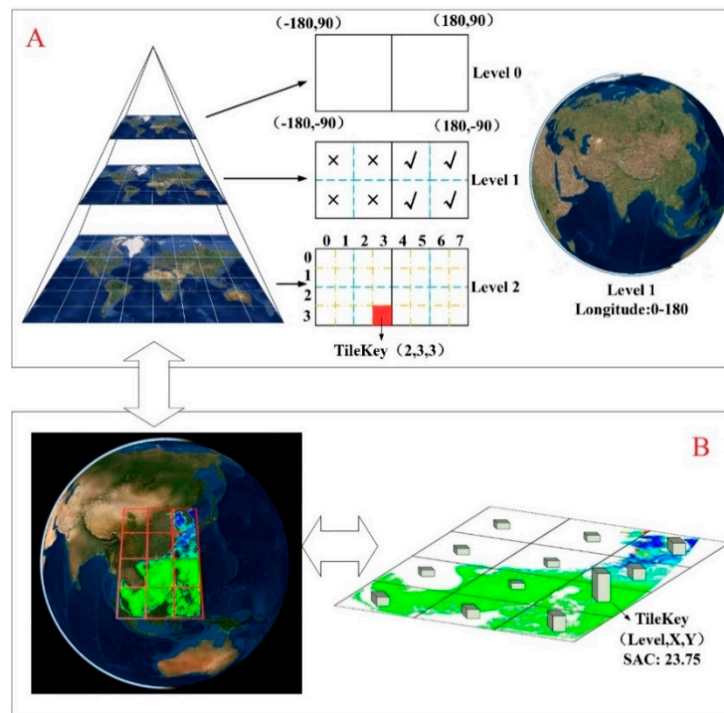 A
(-180,90)
(180,90)
Level 0
(-180,-90)
(180,-90)
× × √ √
Level 1
× × √ √
0 1 2 3 4 5 6 7
0
1
2
3
Level 2
TileKey (2,3,3)
Level 1
Longitude:0-180
B
TileKey
(Level,X,Y)
SAC: 23.75